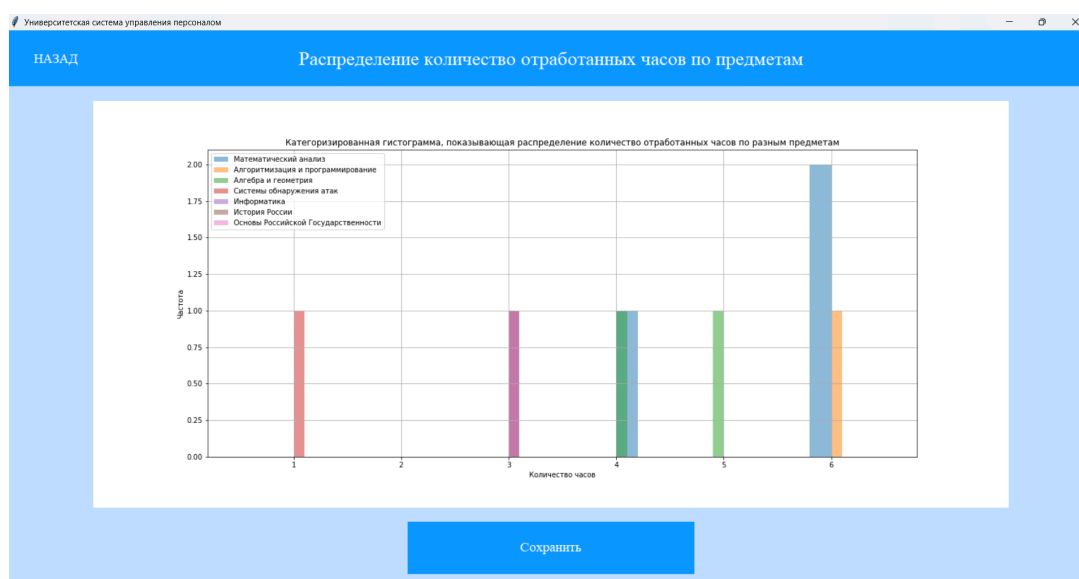 Университетская система управления персоналом
НАЗАД
Распределение количество отработанных часов по предметам
Категоризированная гистограмма, показывающая распределение количество отработанных часов по разным предметам
Математический анализ
Алгоритмизация и программирование
Алгебра и геометрия
Системы обнаружения атак
Информатика
История России
Основы Российской Государственности
2.00
1.75
1.50
1.25
1.00
0.75
0.50
0.25
0.00
Частота
1 2 3 4 5 6
Количество часов
Сохранить